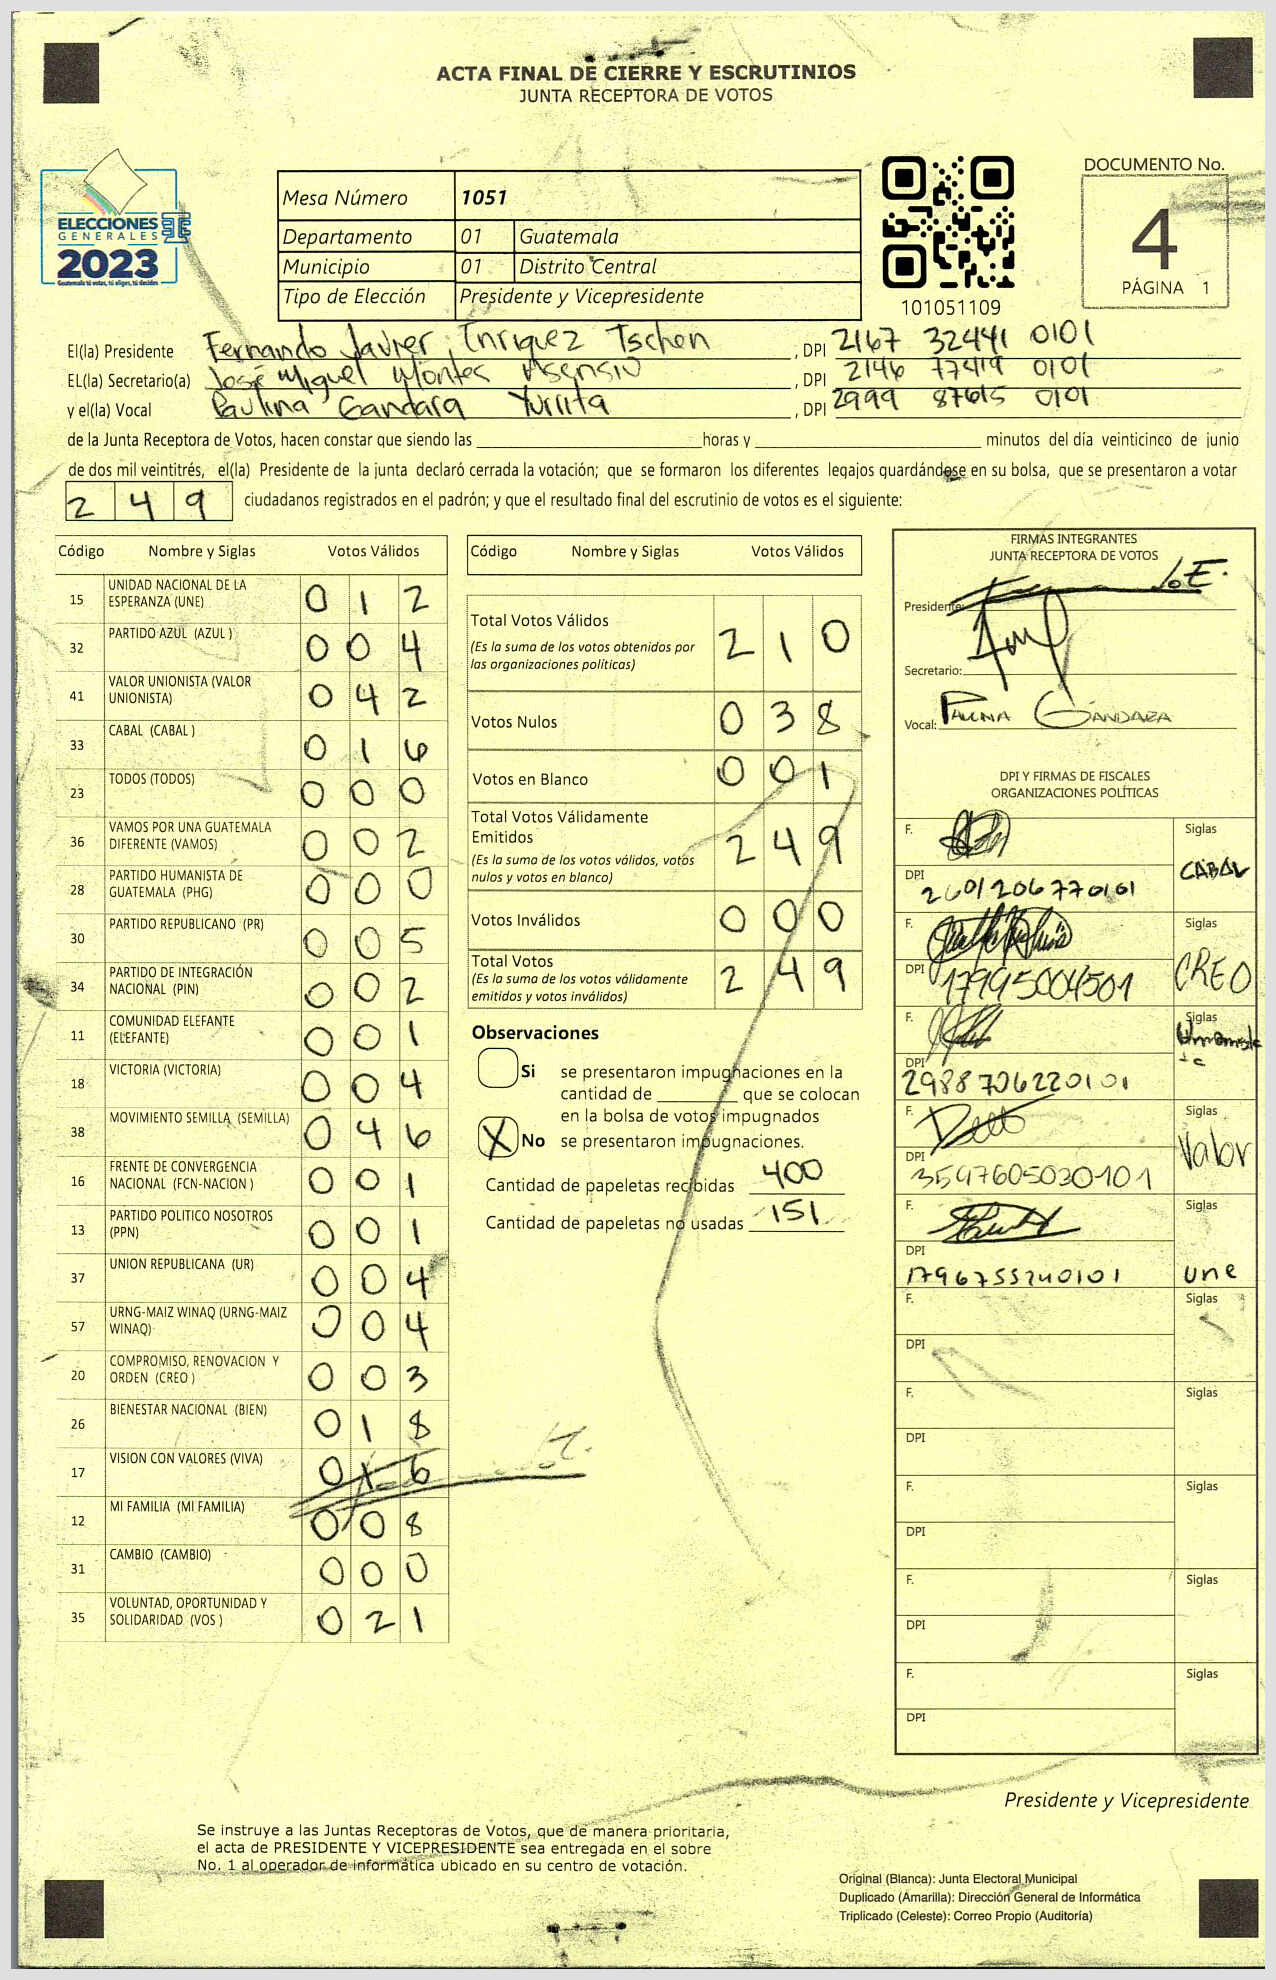 ACTA FINAL DE CIERRE Y ESCRUTINIOS
JUNTA RECEPTORA DE VOTOS
ELECCIONES
GENERALES
2023
Guatemala tú votas, tú eliges, tú decides
Mesa Número 1051
Departamento 01 Guatemala
Municipio 01 Distrito Central
Tipo de Elección Presidente y Vicepresidente
101051109
DOCUMENTO No.
4
PÁGINA 1
El(la) Presidente Fernando Javier Enriquez Tschen , DPI 2167 32441 0101
EL(la) Secretario(a) José Miguel Montes Asensio , DPI 2146 77419 0101
y el(la) Vocal Paulina Gandara Yurrita , DPI 2999 87615 0101
de la Junta Receptora de Votos, hacen constar que siendo las horas y minutos del día veinticinco de junio
de dos mil veintitrés, el(la) Presidente de la junta declaró cerrada la votación; que se formaron los diferentes legajos guardándose en su bolsa, que se presentaron a votar
2 4 9 ciudadanos registrados en el padrón; y que el resultado final del escrutinio de votos es el siguiente:
Código Nombre y Siglas Votos Válidos
15 UNIDAD NACIONAL DE LA ESPERANZA (UNE) 0 1 2
32 PARTIDO AZUL (AZUL ) 0 0 4
41 VALOR UNIONISTA (VALOR UNIONISTA) 0 4 2
33 CABAL (CABAL ) 0 1 6
23 TODOS (TODOS) 0 0 0
36 VAMOS POR UNA GUATEMALA DIFERENTE (VAMOS) 0 0 2
28 PARTIDO HUMANISTA DE GUATEMALA (PHG) 0 0 0
30 PARTIDO REPUBLICANO (PR) 0 0 5
34 PARTIDO DE INTEGRACIÓN NACIONAL (PIN) 0 0 2
11 COMUNIDAD ELEFANTE (ELEFANTE) 0 0 1
18 VICTORIA (VICTORIA) 0 0 4
38 MOVIMIENTO SEMILLA (SEMILLA) 0 4 6
16 FRENTE DE CONVERGENCIA NACIONAL (FCN-NACION ) 0 0 1
13 PARTIDO POLITICO NOSOTROS (PPN) 0 0 1
37 UNION REPUBLICANA (UR) 0 0 4
57 URNG-MAIZ WINAQ (URNG-MAIZ WINAQ) 0 0 4
20 COMPROMISO, RENOVACION Y ORDEN (CREO ) 0 0 3
26 BIENESTAR NACIONAL (BIEN) 0 1 8
17 VISION CON VALORES (VIVA) 0 1 6
12 MI FAMILIA (MI FAMILIA) 0 0 8
31 CAMBIO (CAMBIO) 0 0 0
35 VOLUNTAD, OPORTUNIDAD Y SOLIDARIDAD (VOS ) 0 2 1
Código Nombre y Siglas Votos Válidos
Total Votos Válidos 2 1 0
(Es la suma de los votos obtenidos por
las organizaciones políticas)
Votos Nulos 0 3 8
Votos en Blanco 0 0 1
Total Votos Válidamente
Emitidos 2 4 9
(Es la suma de los votos válidos, votos
nulos y votos en blanco)
Votos Inválidos 0 0 0
Total Votos 2 4 9
(Es la suma de los votos válidamente
emitidos y votos inválidos)
Observaciones
Si se presentaron impugnaciones en la
cantidad de que se colocan
en la bolsa de votos impugnados
X No se presentaron impugnaciones.
Cantidad de papeletas recibidas 400
Cantidad de papeletas no usadas 151
FIRMAS INTEGRANTES
JUNTA RECEPTORA DE VOTOS
Presidente:
Secretario:
Vocal: Paulina Gándara
DPI Y FIRMAS DE FISCALES
ORGANIZACIONES POLÍTICAS
F. Siglas
CABAL
DPI 2601206770101
F. Siglas
CREO
DPI 17995004501
F. Siglas
DPI 2988706220101
F. Siglas
Valor
DPI 3547605030101
F. Siglas
DPI
1796755240101 une
F. Siglas
DPI
F. Siglas
DPI
F. Siglas
DPI
F. Siglas
DPI
F. Siglas
DPI
Presidente y Vicepresidente
Se instruye a las Juntas Receptoras de Votos, que de manera prioritaria,
el acta de PRESIDENTE Y VICEPRESIDENTE sea entregada en el sobre
No. 1 al operador de informática ubicado en su centro de votación.
Original (Blanca): Junta Electoral Municipal
Duplicado (Amarilla): Dirección General de Informática
Triplicado (Celeste): Correo Propio (Auditoría)